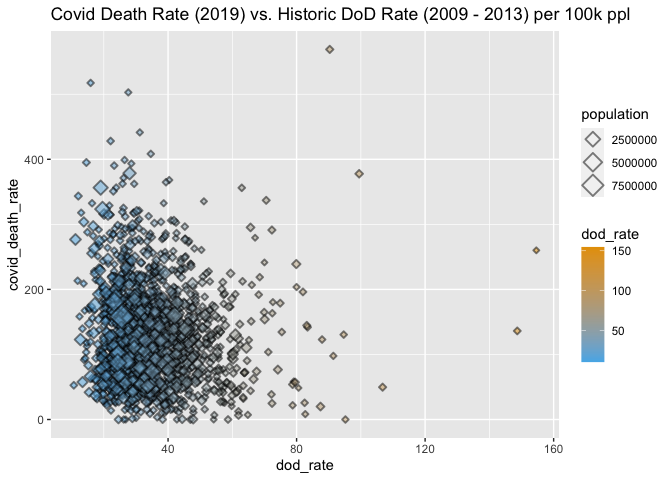 Covid Death Rate (2019) vs. Historic DoD Rate (2009 - 2013) per 100k ppl
covid_death_rate
400
200
0
40
80
120
160
dod_rate
population
2500000
5000000
7500000
dod_rate
150
100
50